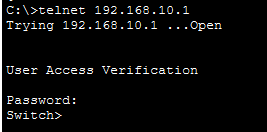 C:\>telnet 192.168.10.1
Trying 192.168.10.1 ...Open
User Access Verification
Password:
Switch>